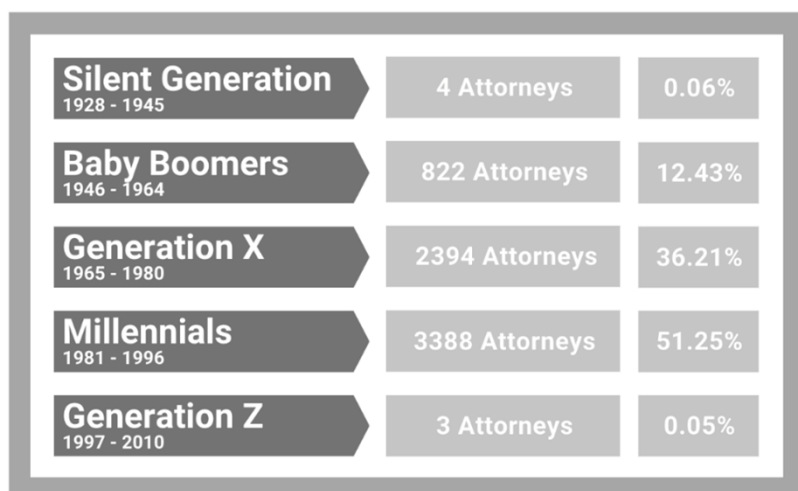 Silent Generation
1928 - 1945
4 Attorneys
0.06%
Baby Boomers
1946 - 1964
822 Attorneys
12.43%
Generation X
1965 - 1980
2394 Attorneys
36.21%
Millennials
1981 - 1996
3388 Attorneys
51.25%
Generation Z
1997 - 2010
3 Attorneys
0.05%